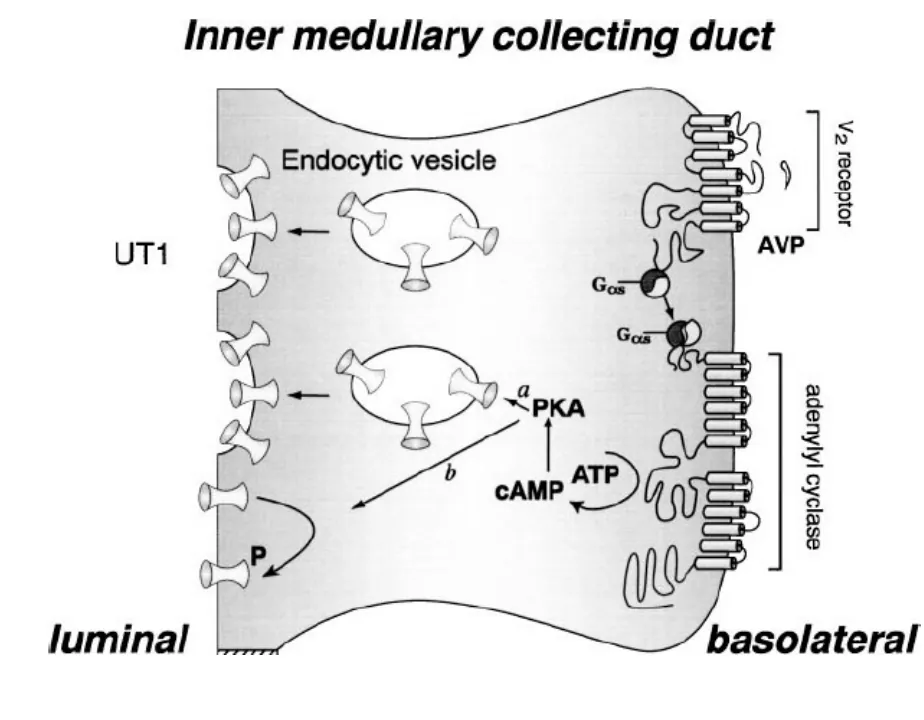 Inner medullary collecting duct
Endocytic vesicle
V2 receptor
UT1
AVP
Gαs
Gαs
a
PKA
b
cAMP
ATP
adenylyl cyclase
P
luminal
basolateral